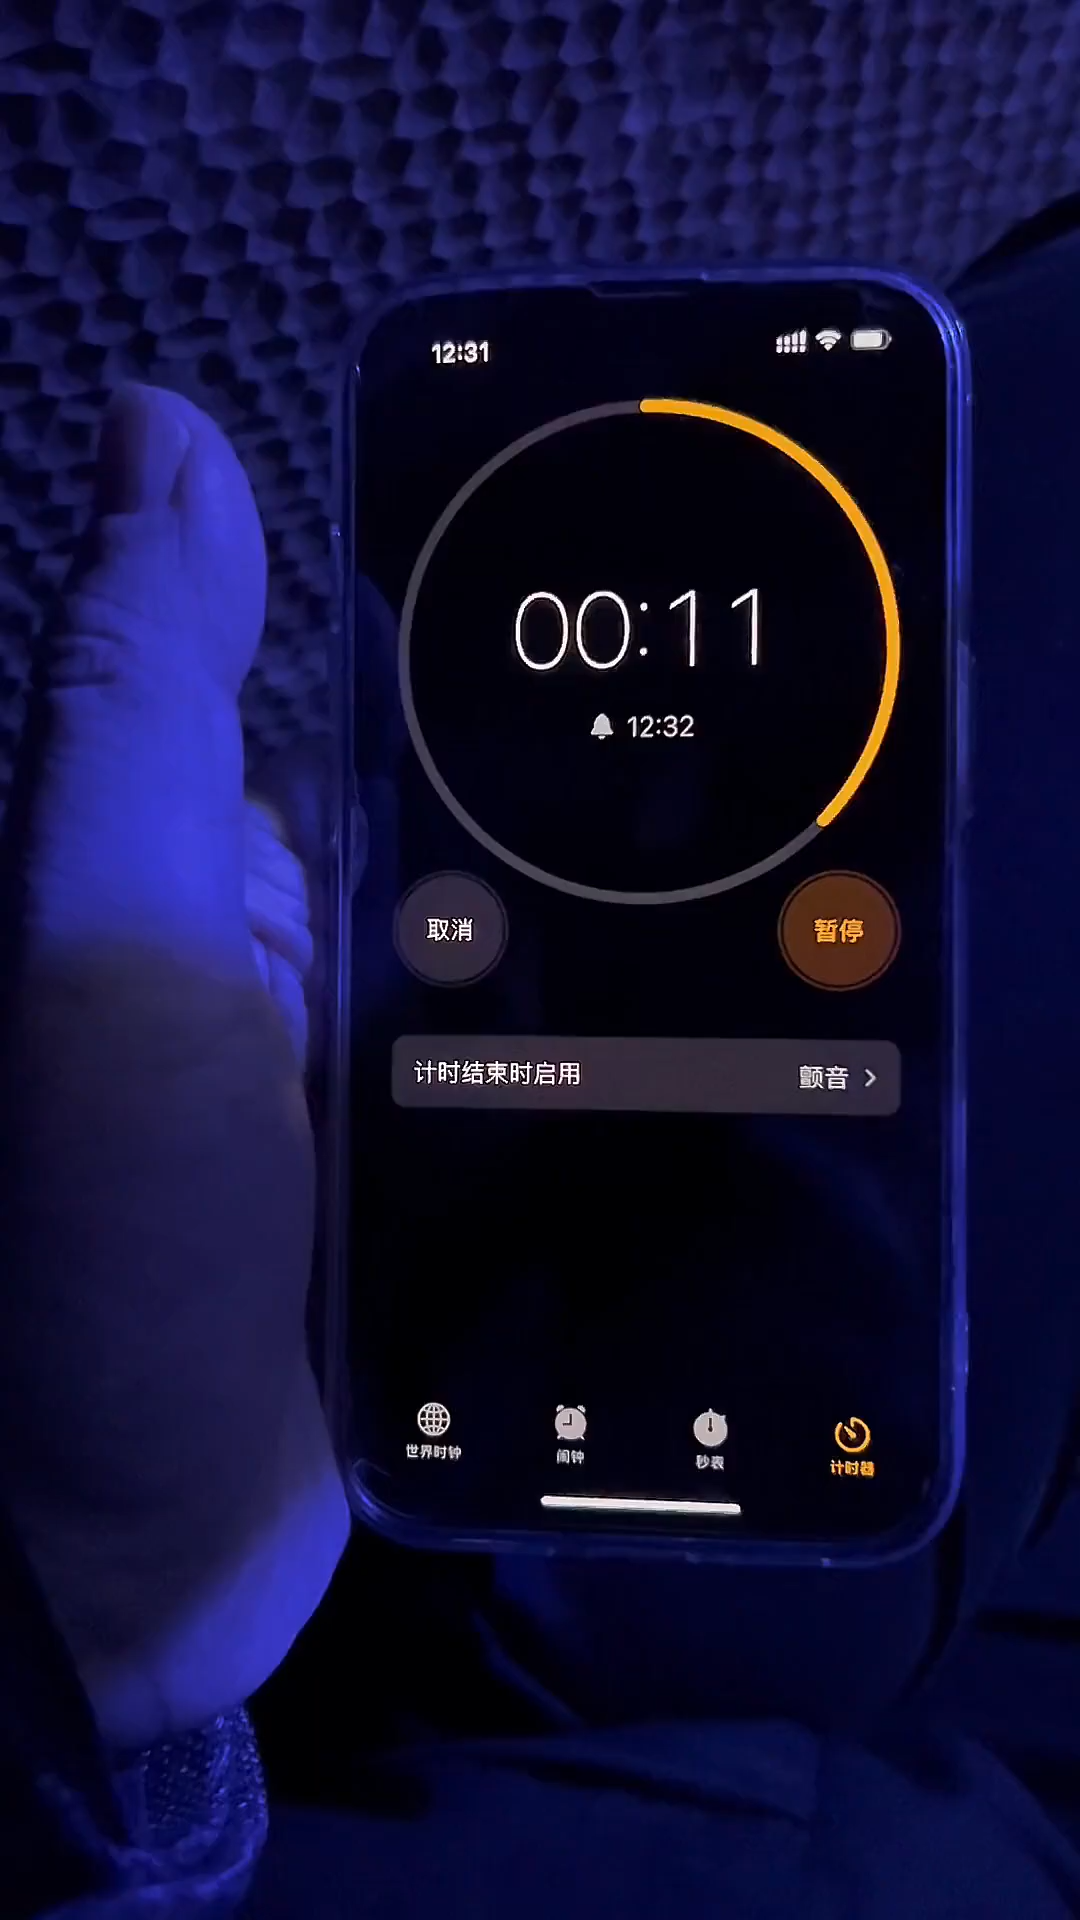 12:31
00:11
12:32
取消
暂停
计时结束时启用
颤音
世界时钟
闹钟
秒表
计时器